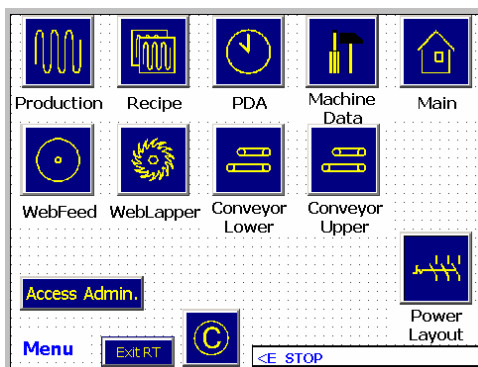 Production Recipe PDA Machine Data Main
WebFeed WebLapper Conveyor Lower Conveyor Upper
Access Admin.
Power Layout
Menu Exit RT © <E STOP